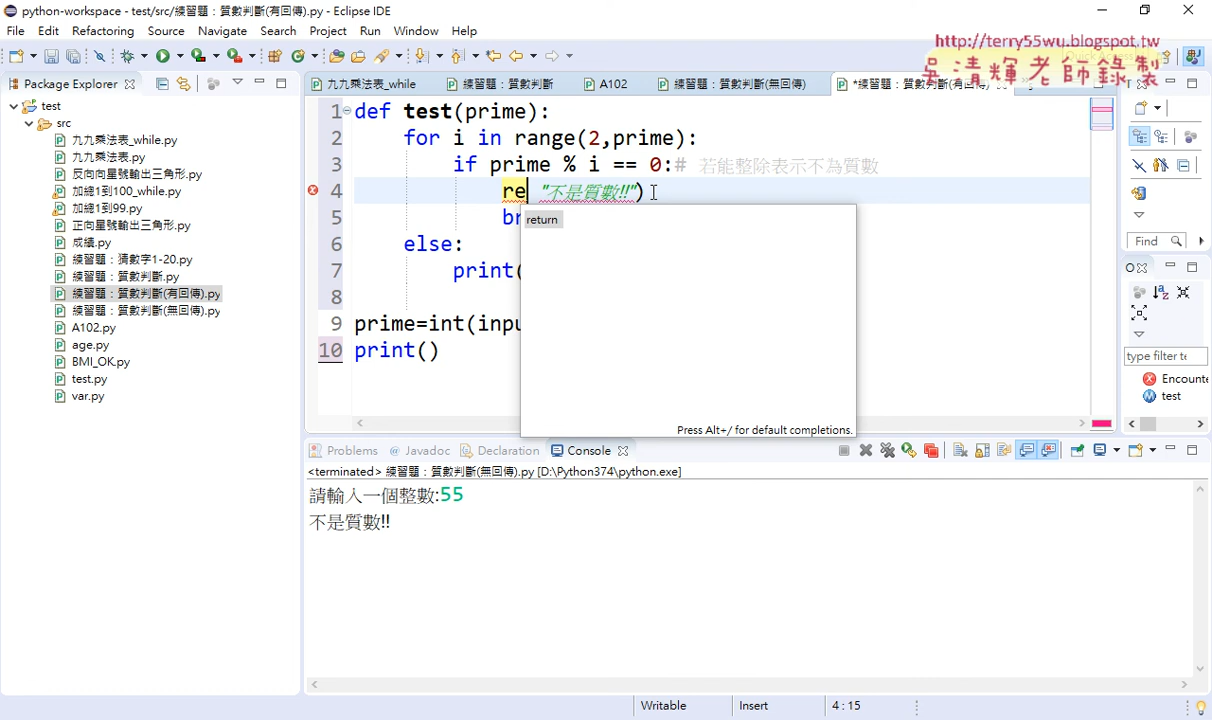 python-workspace - test/src/練習題：質數判斷(有回傳).py - Eclipse IDE
File Edit Refactoring Source Navigate Search Project Run Window Help
http://terry55wu.blogspot.tw
吳清輝老師錄製
Package Explorer
九九乘法表_while
練習題：質數判斷
A102
練習題：質數判斷(無回傳)
*練習題：質數判斷(有回傳)
test
src
九九乘法表_while.py
九九乘法表.py
反向向星號輸出三角形.py
加總1到100_while.py
加總1到99.py
正向星號輸出三角形.py
成績.py
練習題：猜數字1-20.py
練習題：質數判斷.py
練習題：質數判斷(有回傳).py
練習題：質數判斷(無回傳).py
A102.py
age.py
BMI_OK.py
test.py
var.py
1 def test(prime):
2 for i in range(2,prime):
3 if prime % i == 0:# 若能整除表示不為質數
4 re "不是質數!!")
5 br
6 else:
7 print(
8
9 prime=int(inpu
10 print()
return
Press Alt+/ for default completions.
Find
type filter te
Encounte
test
Problems Javadoc Declaration Console
<terminated> 練習題：質數判斷(無回傳).py [D:\Python374\python.exe]
請輸入一個整數:55
不是質數!!
Writable Insert 4 : 15